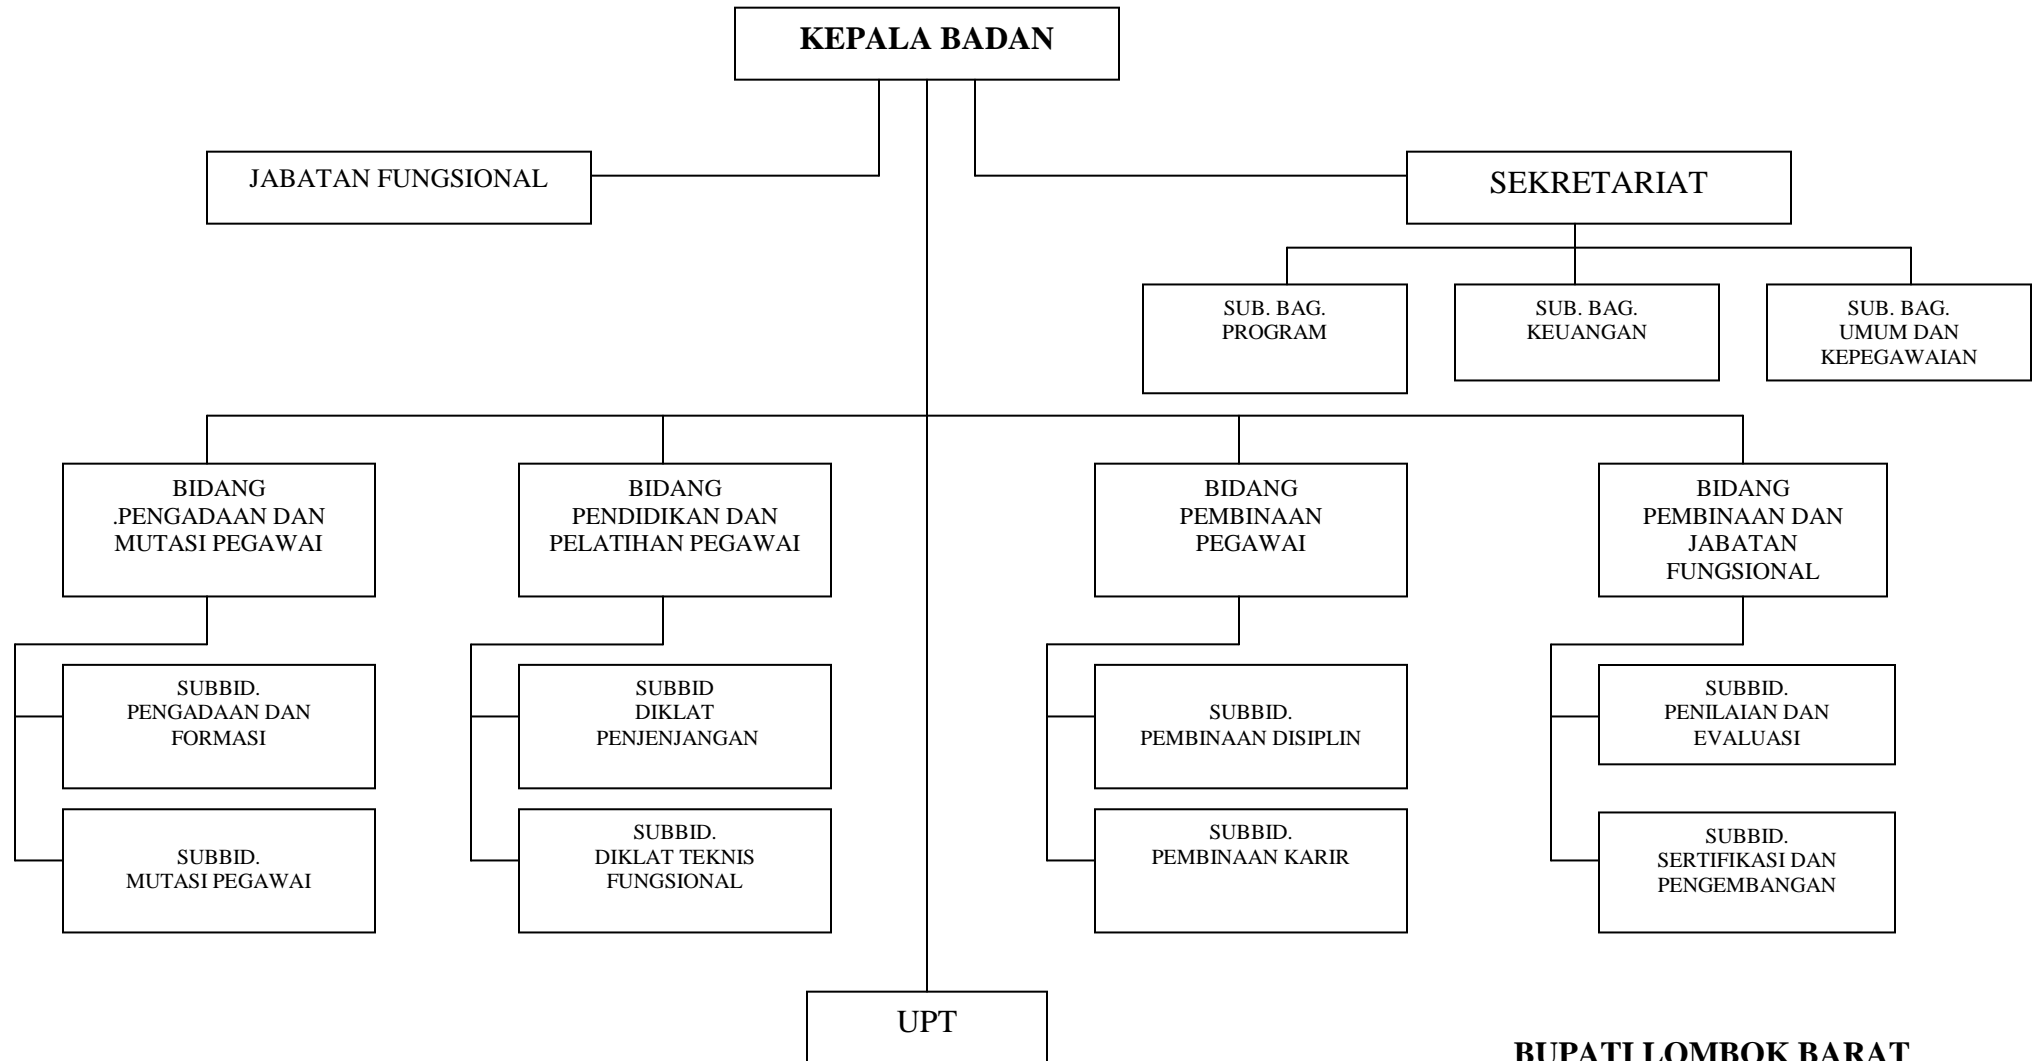 KEPALA BADAN
JABATAN FUNGSIONAL
SEKRETARIAT
SUB. BAG.
PROGRAM
SUB. BAG.
KEUANGAN
SUB. BAG.
UMUM DAN
KEPEGAWAIAN
BIDANG
.PENGADAAN DAN
MUTASI PEGAWAI
BIDANG
PENDIDIKAN DAN
PELATIHAN PEGAWAI
BIDANG
PEMBINAAN
PEGAWAI
BIDANG
PEMBINAAN DAN
JABATAN
FUNGSIONAL
SUBBID.
PENGADAAN DAN
FORMASI
SUBBID
DIKLAT
PENJENJANGAN
SUBBID.
PEMBINAAN DISIPLIN
SUBBID.
PENILAIAN DAN
EVALUASI
SUBBID.
MUTASI PEGAWAI
SUBBID.
DIKLAT TEKNIS
FUNGSIONAL
SUBBID.
PEMBINAAN KARIR
SUBBID.
SERTIFIKASI DAN
PENGEMBANGAN
UPT
BUPATI LOMBOK BARAT